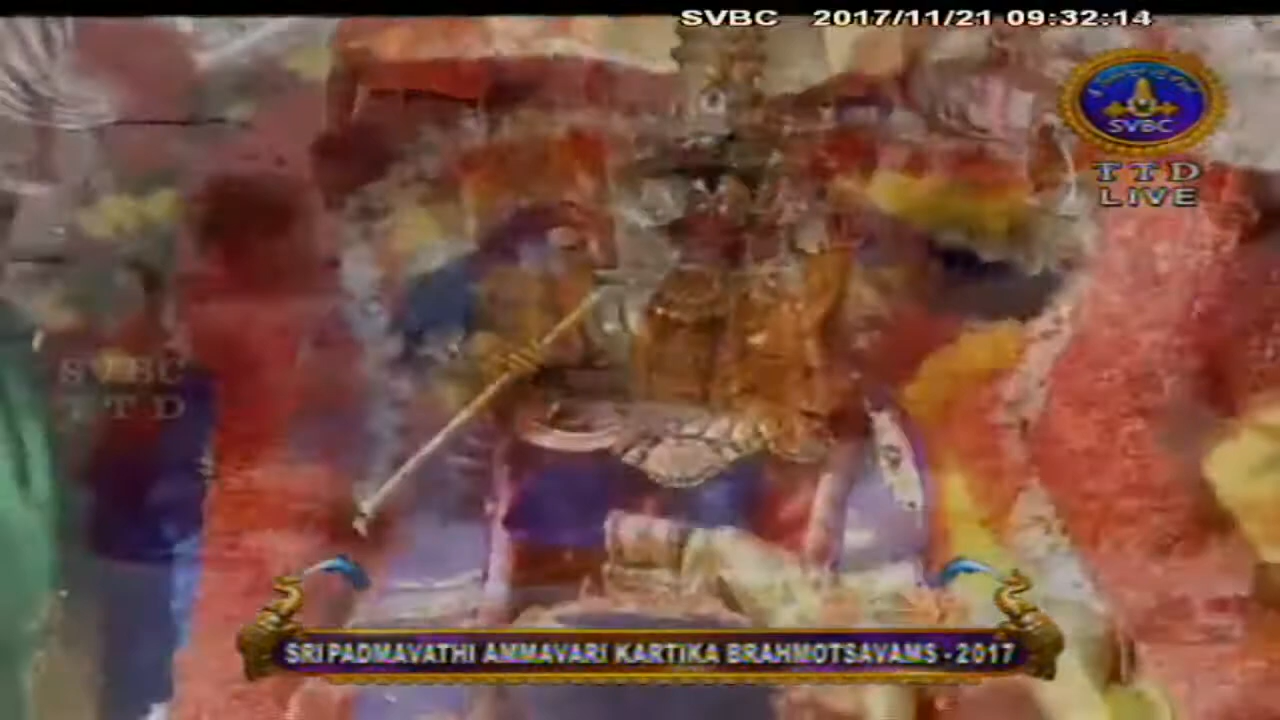 SVBC 2017/11/21 09:32:14
SVBC
TTD
LIVE
SVBC
TTD
SRI PADMAVATHI AMMAVARI KARTIKA BRAHMOTSAVAMS - 2017